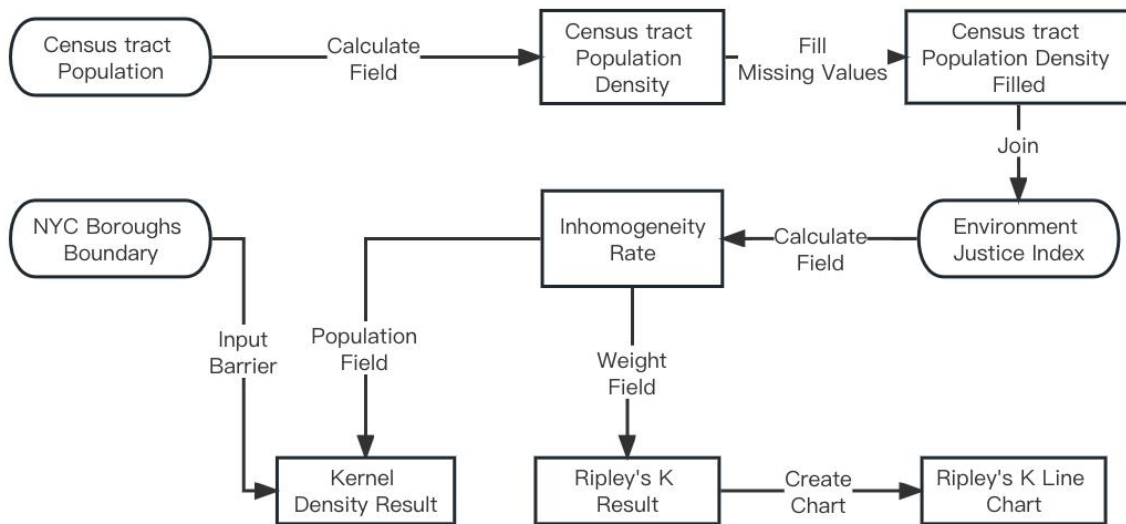 Census tract
Population
Calculate
Field
Census tract
Population
Density
Fill
Missing Values
Census tract
Population Density
Filled
Join
NYC Boroughs
Boundary
Inhomogeneity
Rate
Calculate
Field
Environment
Justice Index
Input
Barrier
Population
Field
Weight
Field
Kernel
Density Result
Ripley's K
Result
Create
Chart
Ripley's K Line
Chart